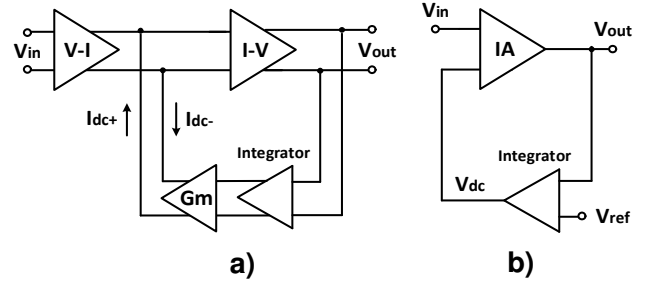 Vin
V-I
I-V
Vout
Idc+
Idc-
Integrator
Gm
a)
Vin
IA
Vout
Integrator
Vdc
Vref
b)